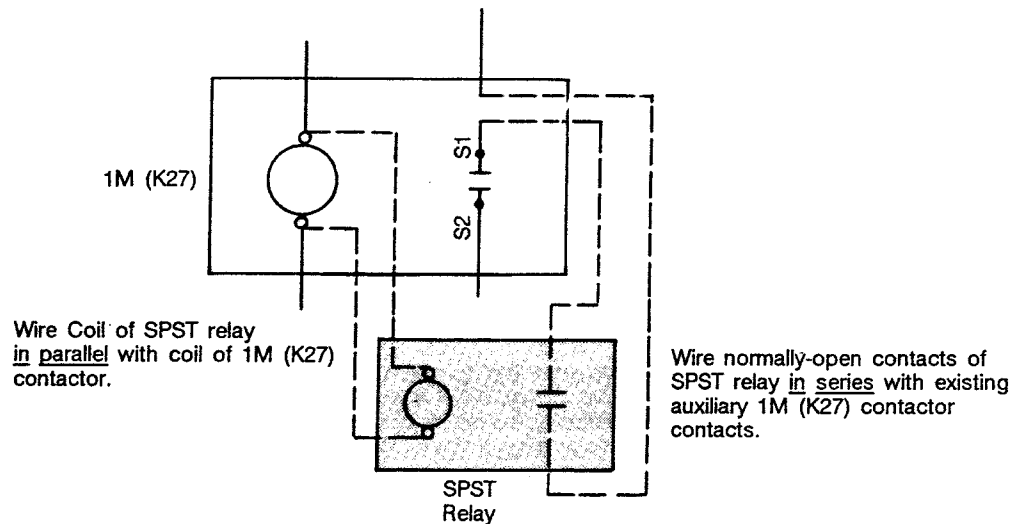 S1
1M (K27)
S2
Wire Coil of SPST relay
in parallel with coil of 1M (K27)
contactor.
Wire normally-open contacts of
SPST relay in series with existing
auxiliary 1M (K27) contactor
contacts.
SPST
Relay